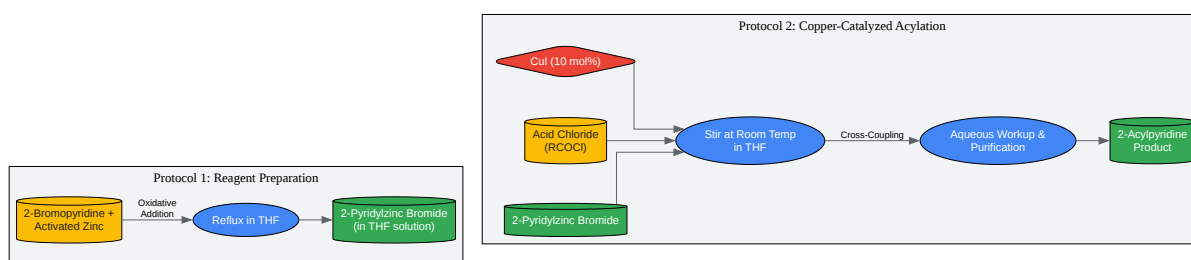 Protocol 1: Reagent Preparation
2-Bromopyridine +
Activated Zinc
Oxidative
Addition
Reflux in THF
2-Pyridylzinc Bromide
(in THF solution)
Protocol 2: Copper-Catalyzed Acylation
CuI (10 mol%)
Acid Chloride
(RCOCl)
2-Pyridylzinc Bromide
Stir at Room Temp
in THF
Cross-Coupling
Aqueous Workup &
Purification
2-Acylpyridine
Product